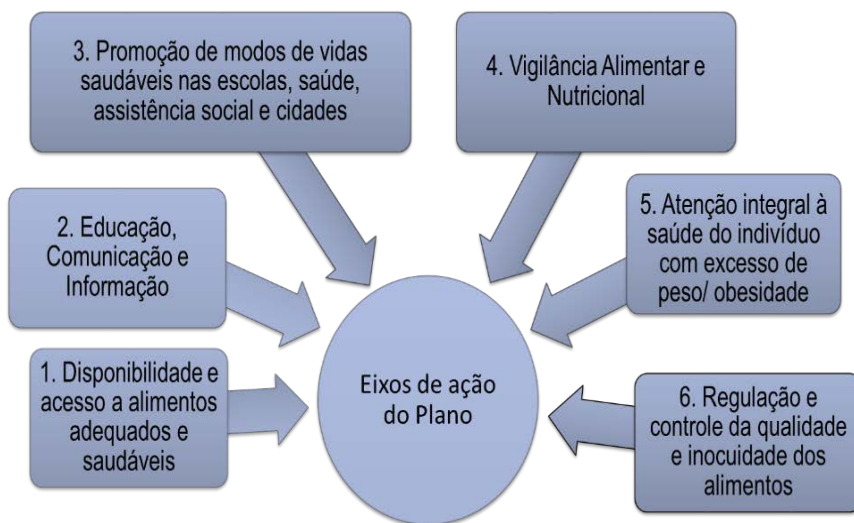 3. Promoção de modos de vidas
saudáveis nas escolas, saúde,
assistência social e cidades
4. Vigilância Alimentar e
Nutricional
2. Educação,
Comunicação e
Informação
5. Atenção integral à
saúde do indivíduo
com excesso de
peso/ obesidade
1. Disponibilidade e
acesso a alimentos
adequados e
saudáveis
Eixos de ação
do Plano
6. Regulação e
controle da qualidade
e inocuidade dos
alimentos